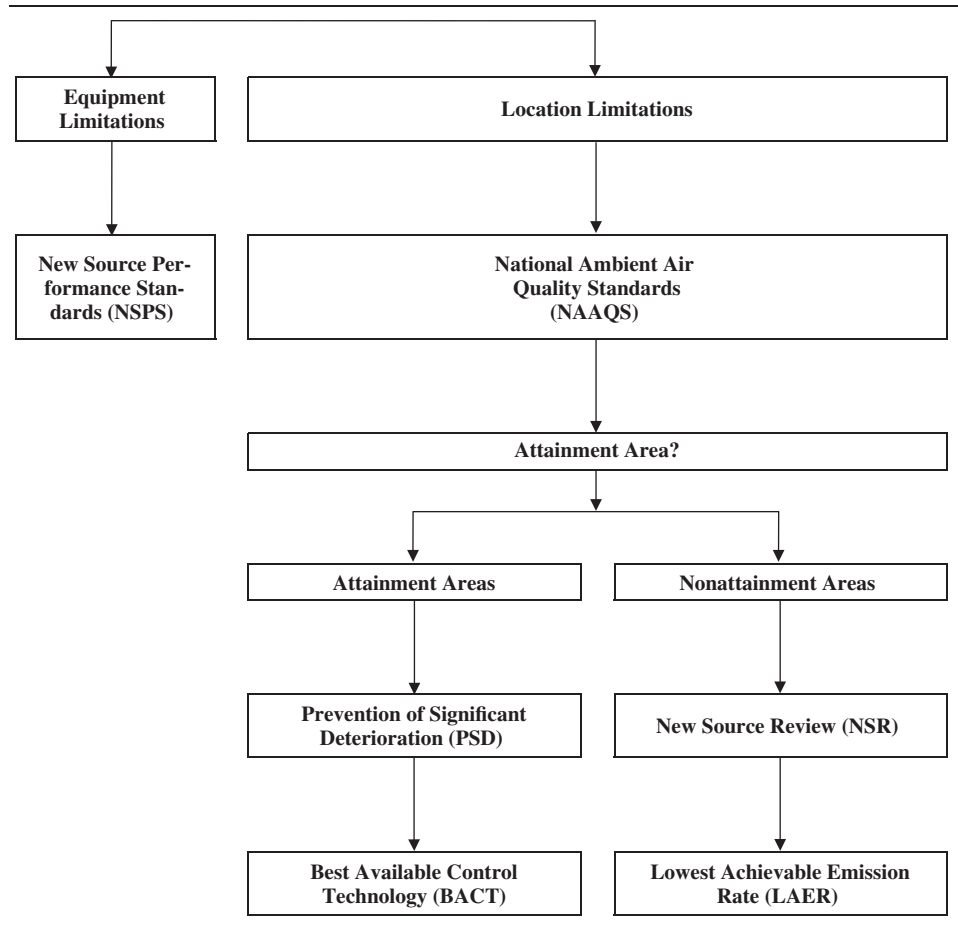 Equipment
Limitations
Location Limitations
New Source Per-
formance Stan-
dards (NSPS)
National Ambient Air
Quality Standards
(NAAQS)
Attainment Area?
Attainment Areas
Nonattainment Areas
Prevention of Significant
Deterioration (PSD)
New Source Review (NSR)
Best Available Control
Technology (BACT)
Lowest Achievable Emission
Rate (LAER)